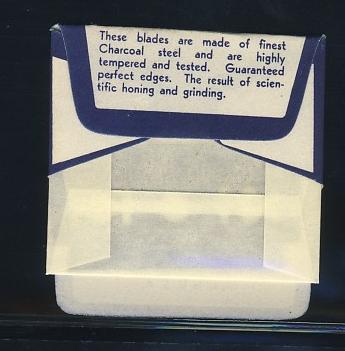 These blades are made of finest
Charcoal steel and are highly
tempered and tested. Guaranteed
perfect edges. The result of scien-
tific honing and grinding.